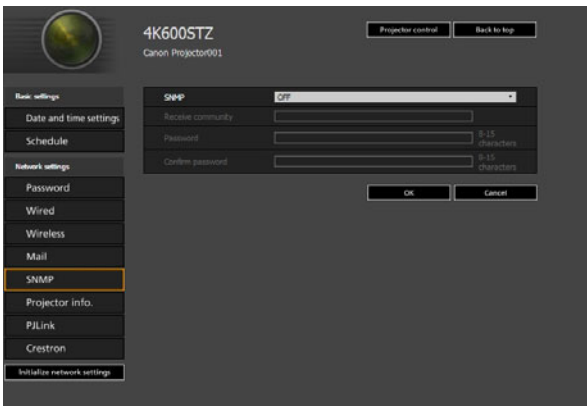 4K600STZ
Canon Projector001
Projector control
Back to top
Basic settings
Date and time settings
Schedule
Network settings
Password
Wired
Wireless
Mail
SNMP
Projector info.
PJLink
Crestron
Initialize network settings
SNMP OFF
Receive community
Password 8-15
characters
Confirm password 8-15
characters
OK Cancel